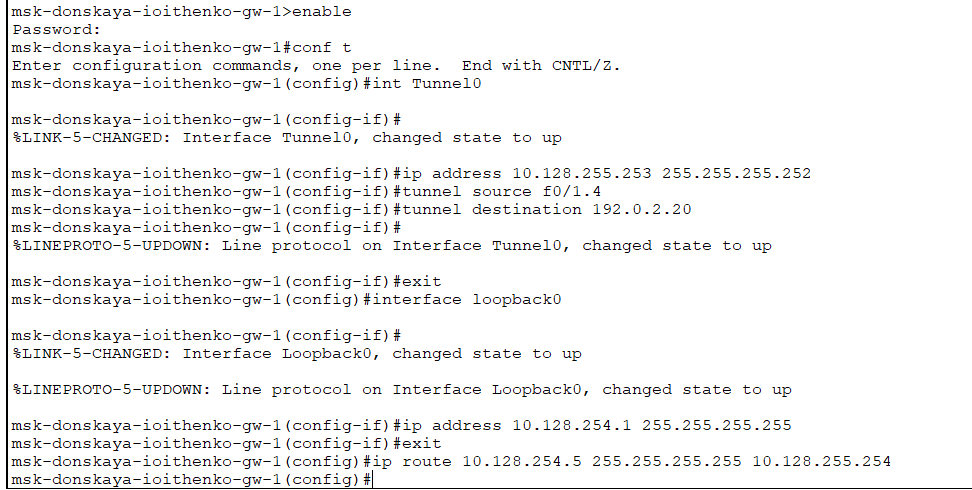 msk-donskaya-ioithenko-gw-1>enable
Password:
msk-donskaya-ioithenko-gw-1#conf t
Enter configuration commands, one per line.  End with CNTL/Z.
msk-donskaya-ioithenko-gw-1(config)#int Tunnel0
msk-donskaya-ioithenko-gw-1(config-if)#
%LINK-5-CHANGED: Interface Tunnel0, changed state to up
msk-donskaya-ioithenko-gw-1(config-if)#ip address 10.128.255.253 255.255.255.252
msk-donskaya-ioithenko-gw-1(config-if)#tunnel source f0/1.4
msk-donskaya-ioithenko-gw-1(config-if)#tunnel destination 192.0.2.20
msk-donskaya-ioithenko-gw-1(config-if)#
%LINEPROTO-5-UPDOWN: Line protocol on Interface Tunnel0, changed state to up
msk-donskaya-ioithenko-gw-1(config-if)#exit
msk-donskaya-ioithenko-gw-1(config)#interface loopback0
msk-donskaya-ioithenko-gw-1(config-if)#
%LINK-5-CHANGED: Interface Loopback0, changed state to up
%LINEPROTO-5-UPDOWN: Line protocol on Interface Loopback0, changed state to up
msk-donskaya-ioithenko-gw-1(config-if)#ip address 10.128.254.1 255.255.255.255
msk-donskaya-ioithenko-gw-1(config-if)#exit
msk-donskaya-ioithenko-gw-1(config)#ip route 10.128.254.5 255.255.255.255 10.128.255.254
msk-donskaya-ioithenko-gw-1(config)#